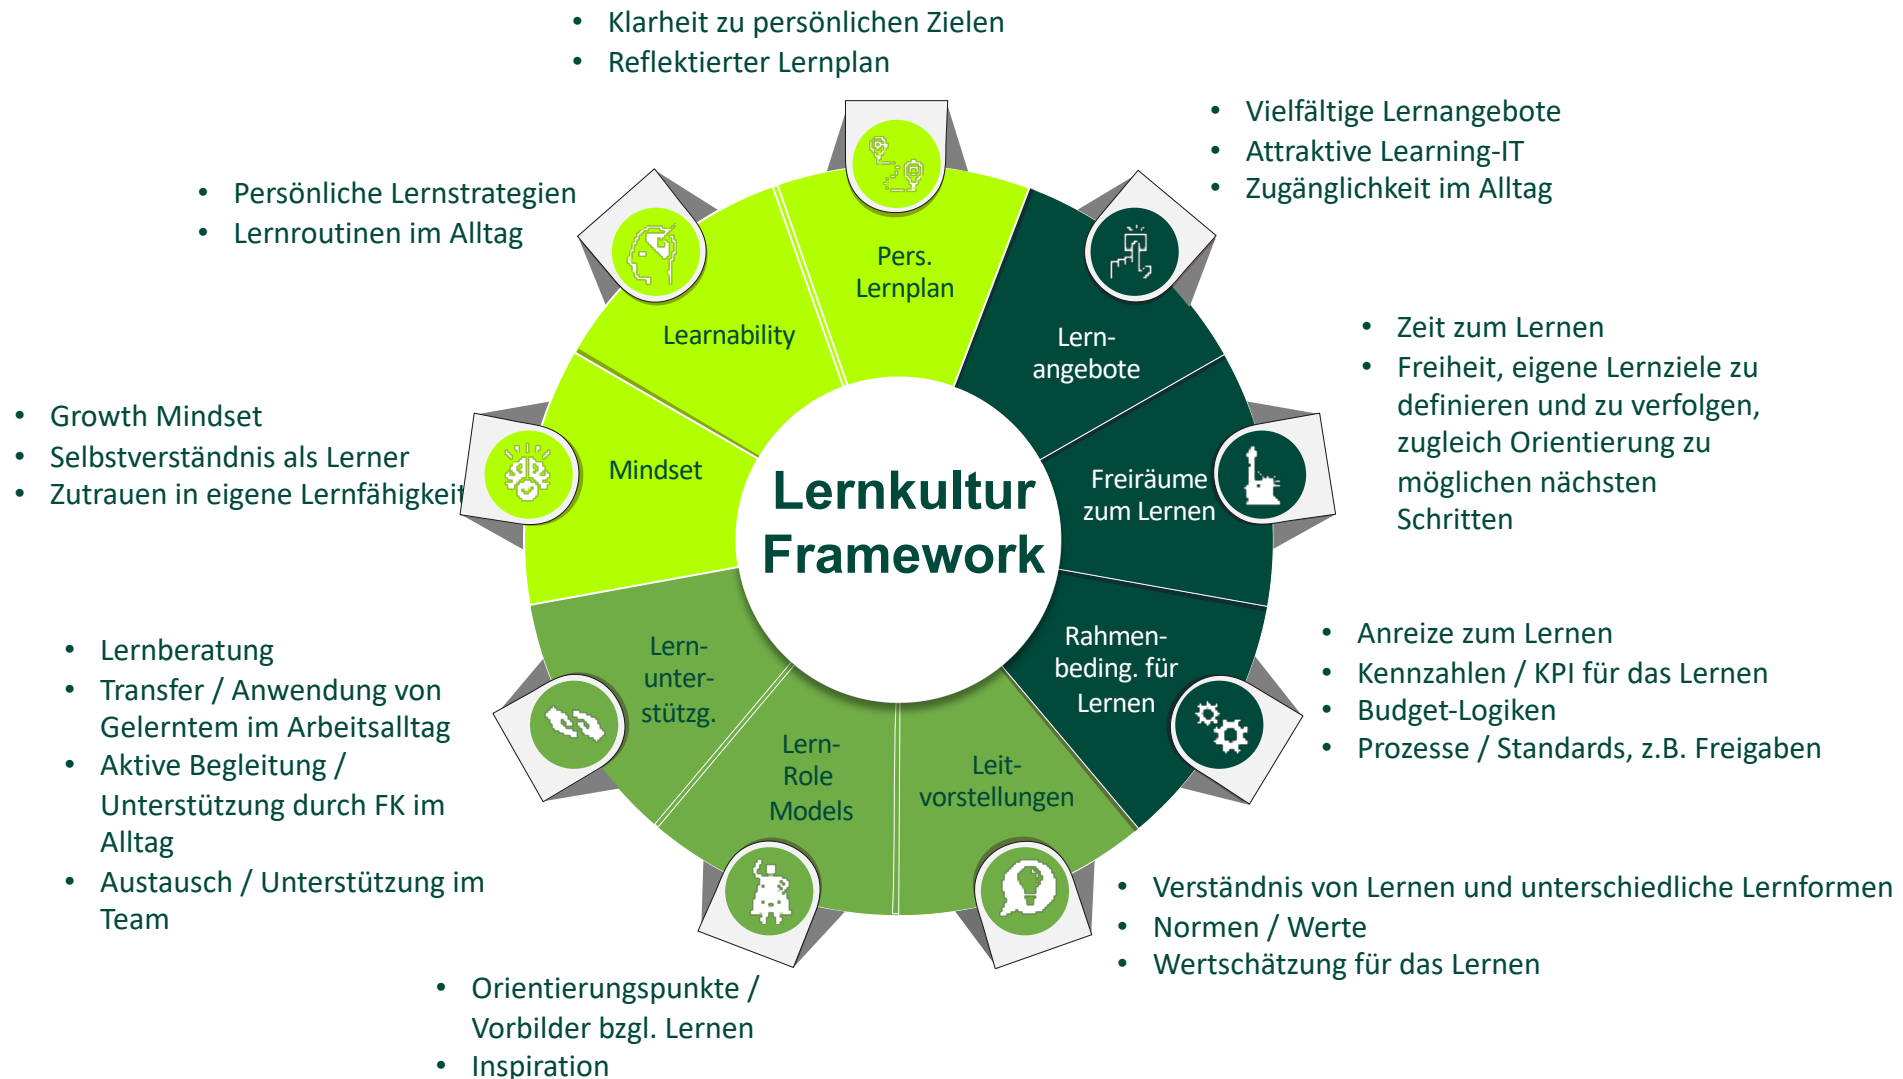 • Klarheit zu persönlichen Zielen
• Reflektierter Lernplan
• Vielfältige Lernangebote
• Attraktive Learning-IT
• Zugänglichkeit im Alltag
• Persönliche Lernstrategien
• Lernroutinen im Alltag
Pers.
Lernplan
Learnability
Lern-
angebote
• Zeit zum Lernen
• Freiheit, eigene Lernziele zu
definieren und zu verfolgen,
zugleich Orientierung zu
möglichen nächsten
Schritten
• Growth Mindset
• Selbstverständnis als Lerner
• Zutrauen in eigene Lernfähigkeit
Mindset
Lernkultur
Framework
Freiräume
zum Lernen
• Lernberatung
• Transfer / Anwendung von
Gelerntem im Arbeitsalltag
• Aktive Begleitung /
Unterstützung durch FK im
Alltag
• Austausch / Unterstützung im
Team
Lern-
unter-
stützg.
Rahmen-
beding. für
Lernen
• Anreize zum Lernen
• Kennzahlen / KPI für das Lernen
• Budget-Logiken
• Prozesse / Standards, z.B. Freigaben
Lern-
Role
Models
Leit-
vorstellungen
• Verständnis von Lernen und unterschiedliche Lernformen
• Normen / Werte
• Wertschätzung für das Lernen
• Orientierungspunkte /
Vorbilder bzgl. Lernen
• Inspiration